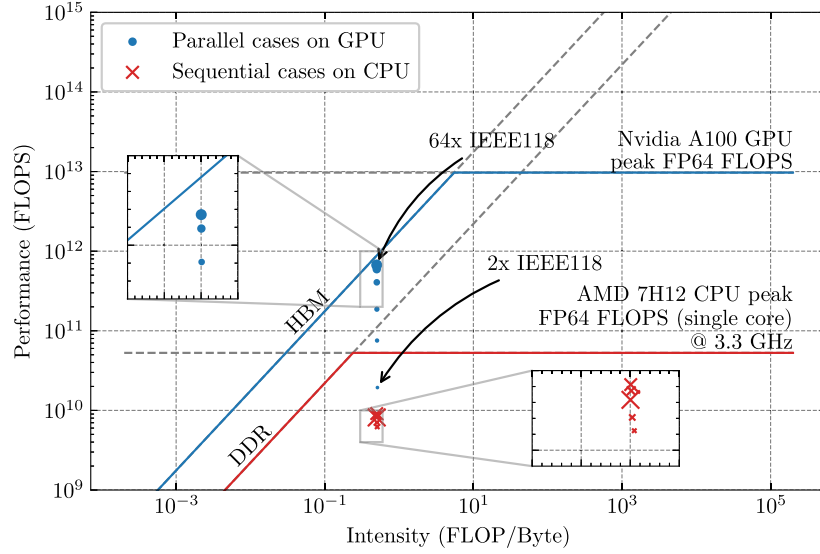 10^15
10^14
10^13
10^12
10^11
10^10
10^9
Performance (FLOPS)
Parallel cases on GPU
Sequential cases on CPU
64x IEEE118
Nvidia A100 GPU
peak FP64 FLOPS
2x IEEE118
AMD 7H12 CPU peak
FP64 FLOPS (single core)
@ 3.3 GHz
HBM
DDR
10^−3
10^−1
10^1
10^3
10^5
Intensity (FLOP/Byte)